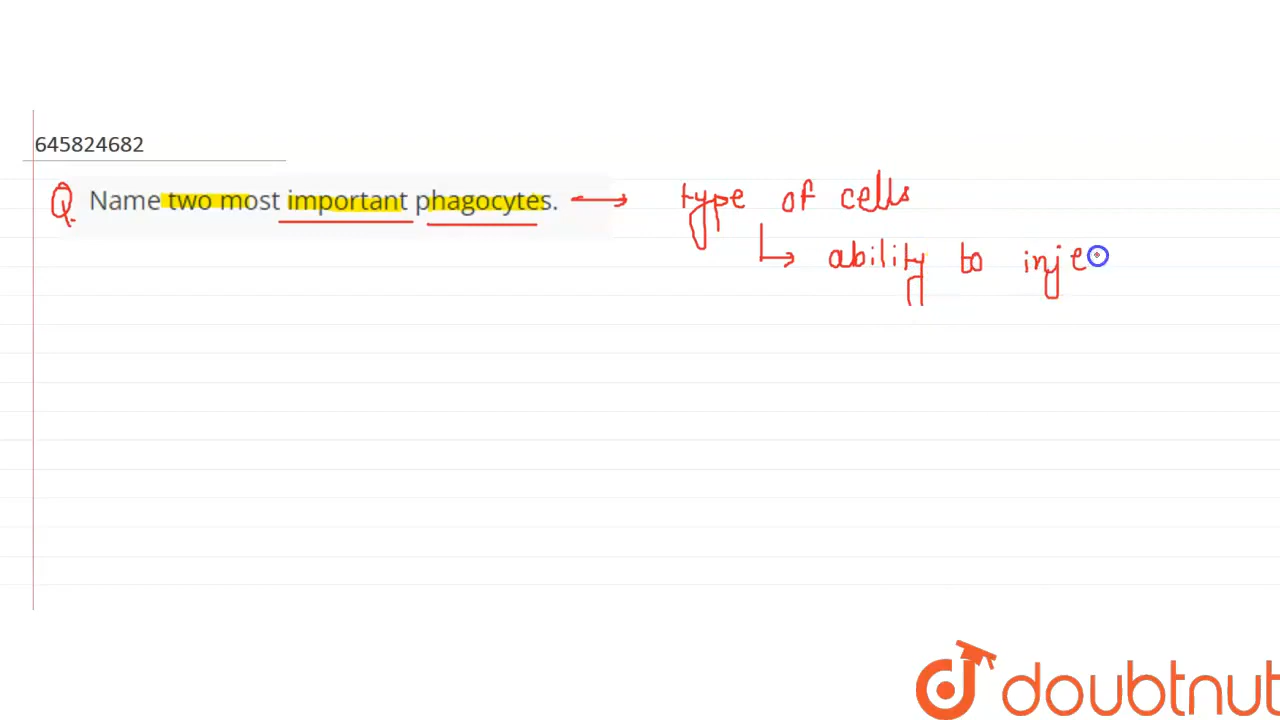 645824682
Q. Name two most important phagocytes. → type of cells
↳ ability to inje
doubtnut